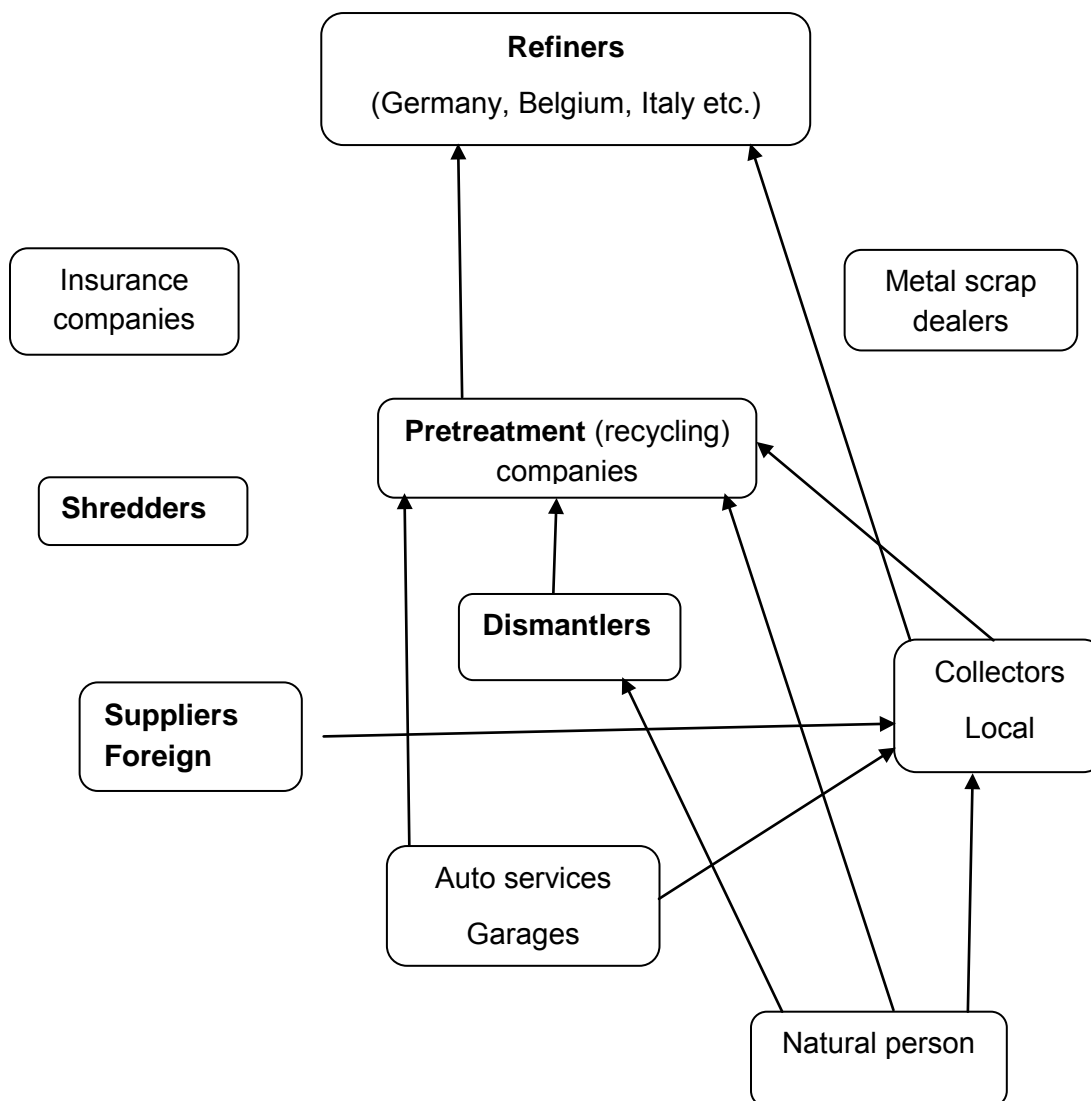 Refiners
(Germany, Belgium, Italy etc.)
Insurance
companies
Metal scrap
dealers
Pretreatment (recycling)
companies
Shredders
Dismantlers
Collectors
Local
Suppliers
Foreign
Auto services
Garages
Natural person